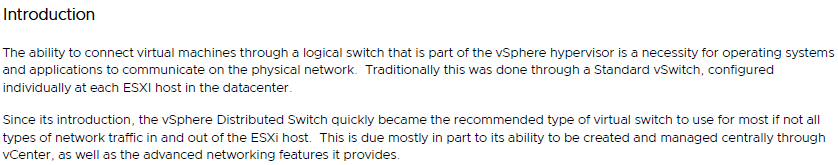 Introduction
The ability to connect virtual machines through a logical switch that is part of the vSphere hypervisor is a necessity for operating systems
and applications to communicate on the physical network.  Traditionally this was done through a Standard vSwitch, configured
individually at each ESXI host in the datacenter.
Since its introduction, the vSphere Distributed Switch quickly became the recommended type of virtual switch to use for most if not all
types of network traffic in and out of the ESXi host.  This is due mostly in part to its ability to be created and managed centrally through
vCenter, as well as the advanced networking features it provides.